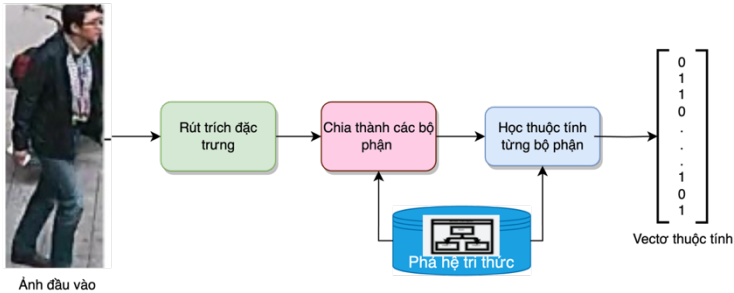 Rút trích đặc
trưng
Chia thành các bộ
phận
Học thuộc tính
từng bộ phận
0
1
1
0
.
.
.
1
0
1
Phả hệ tri thức
Vectơ thuộc tính
Ảnh đầu vào